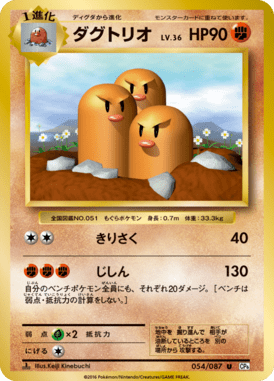 1進化
ディグダから進化
モンスターカードに重ねて使います。
ダグトリオ LV.36 HP90
全国図鑑NO.051 もぐらポケモン 身長:0.7m 体重:33.3kg
きりさく 40
じしん 130
自分のベンチポケモン全員にも、それぞれ20ダメージ。[ベンチは
弱点・抵抗力の計算をしない。]
弱点 ×2 抵抗力
にげる
地中を 掘り進んで 相手が
油断しているところを 別の
場所から 攻撃する。
Illus.Keiji Kinebuchi
054/087 U
©2016 Pokémon/Nintendo/Creatures/GAME FREAK.